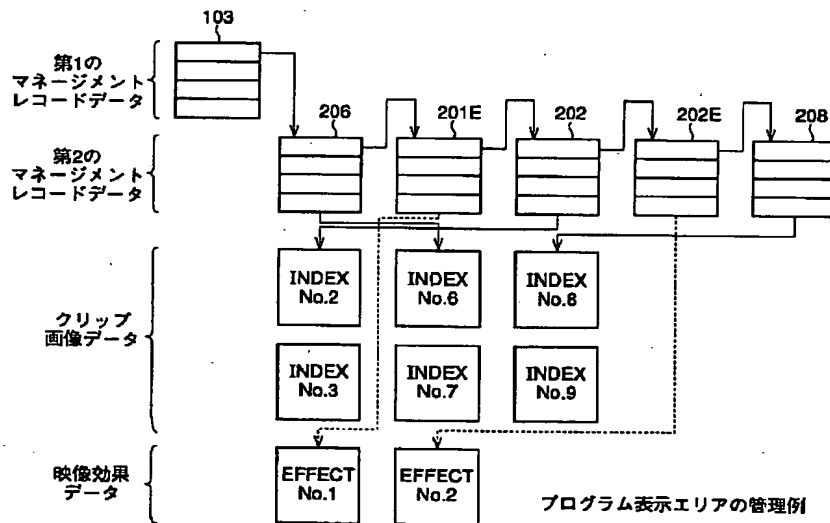 103
第1の
マネージメント
レコードデータ
206
201E
202
202E
208
第2の
マネージメント
レコードデータ
INDEX
No.2
INDEX
No.6
INDEX
No.8
クリップ
画像データ
INDEX
No.3
INDEX
No.7
INDEX
No.9
映像効果
データ
EFFECT
No.1
EFFECT
No.2
プログラム表示エリアの管理例